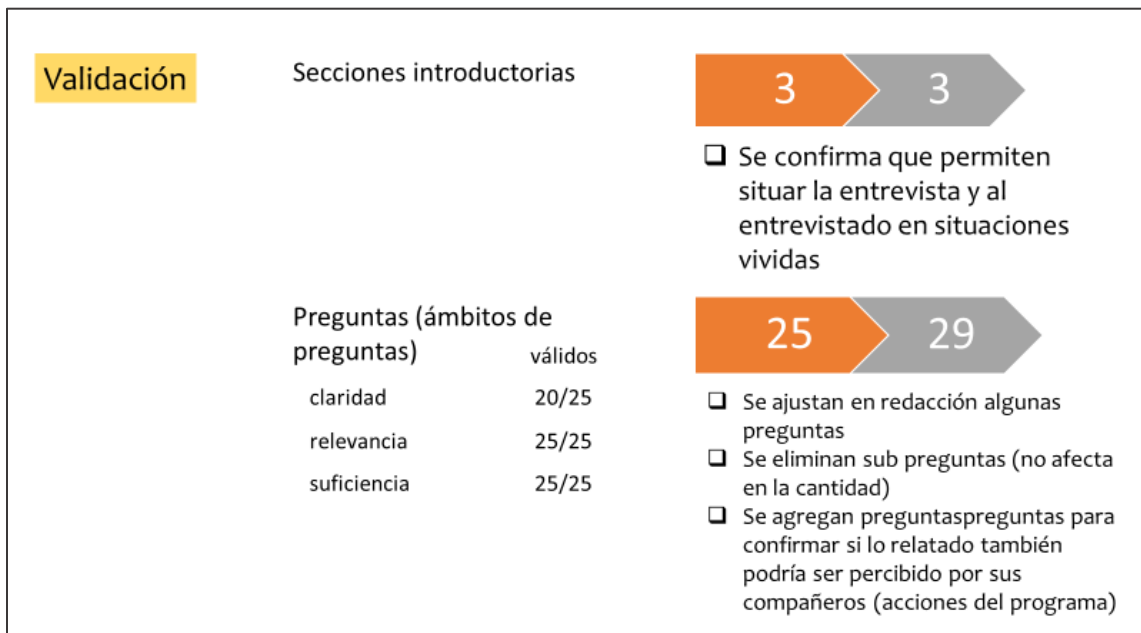 Validación
Secciones introductorias
3
3
❑ Se confirma que permiten
situar la entrevista y al
entrevistado en situaciones
vividas
Preguntas (ámbitos de
preguntas)
válidos
claridad
20/25
relevancia
25/25
suficiencia
25/25
25
29
❑ Se ajustan en redacción algunas
preguntas
❑ Se eliminan sub preguntas (no afecta
en la cantidad)
❑ Se agregan preguntaspreguntas para
confirmar si lo relatado también
podría ser percibido por sus
compañeros (acciones del programa)